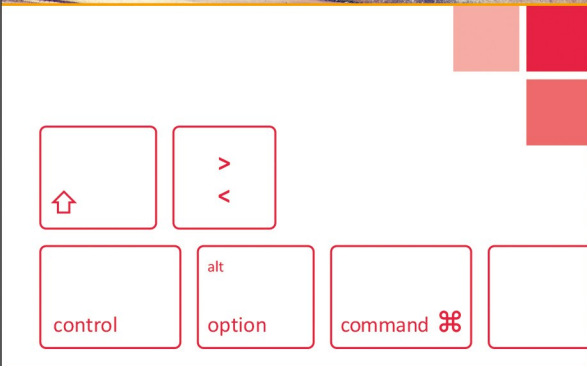 >
<
alt
control
option
command ⌘